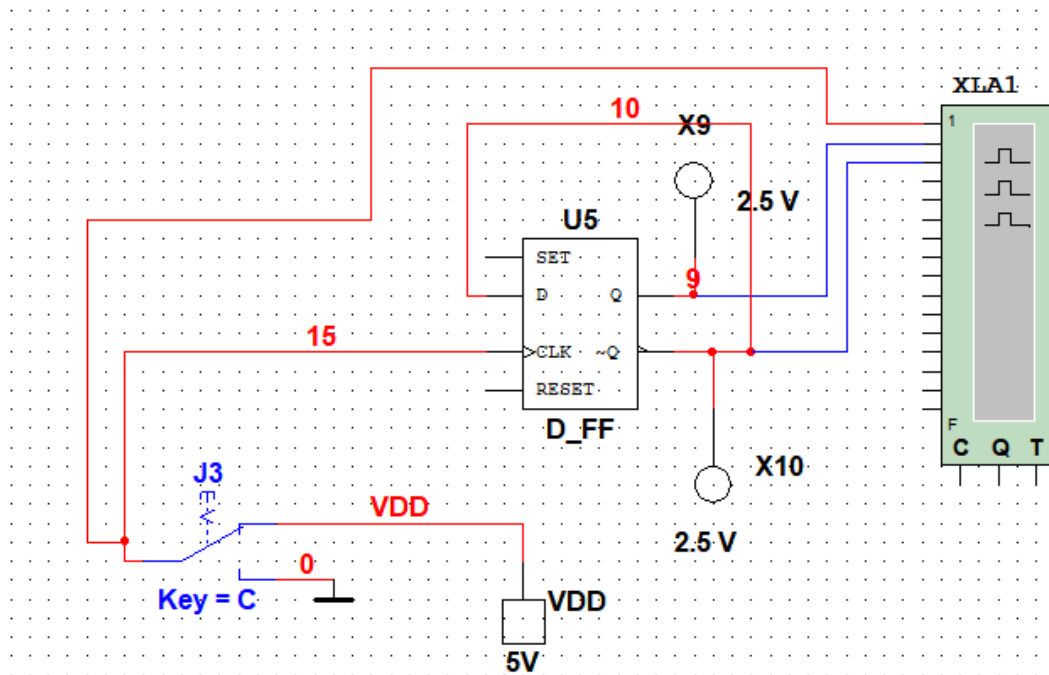 XLA1
10
X9
1
2.5 V
U5
SET
9
D Q
15
CLK ~Q
RESET
F
D_FF
C Q T
J3
X10
VDD
2.5 V
0
Key = C
VDD
5V